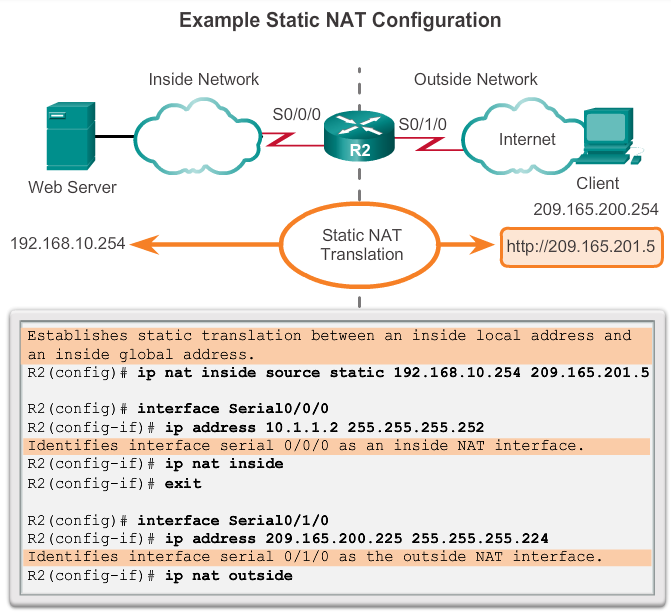 Example Static NAT Configuration
Inside Network
Outside Network
S0/0/0
S0/1/0
R2
Internet
Web Server
Client
209.165.200.254
192.168.10.254
Static NAT
Translation
http://209.165.201.5
Establishes static translation between an inside local address and
an inside global address.
R2(config)# ip nat inside source static 192.168.10.254 209.165.201.5
R2(config)# interface Serial0/0/0
R2(config-if)# ip address 10.1.1.2 255.255.255.252
Identifies interface serial 0/0/0 as an inside NAT interface.
R2(config-if)# ip nat inside
R2(config-if)# exit
R2(config)# interface Serial0/1/0
R2(config-if)# ip address 209.165.200.225 255.255.255.224
Identifies interface serial 0/1/0 as the outside NAT interface.
R2(config-if)# ip nat outside